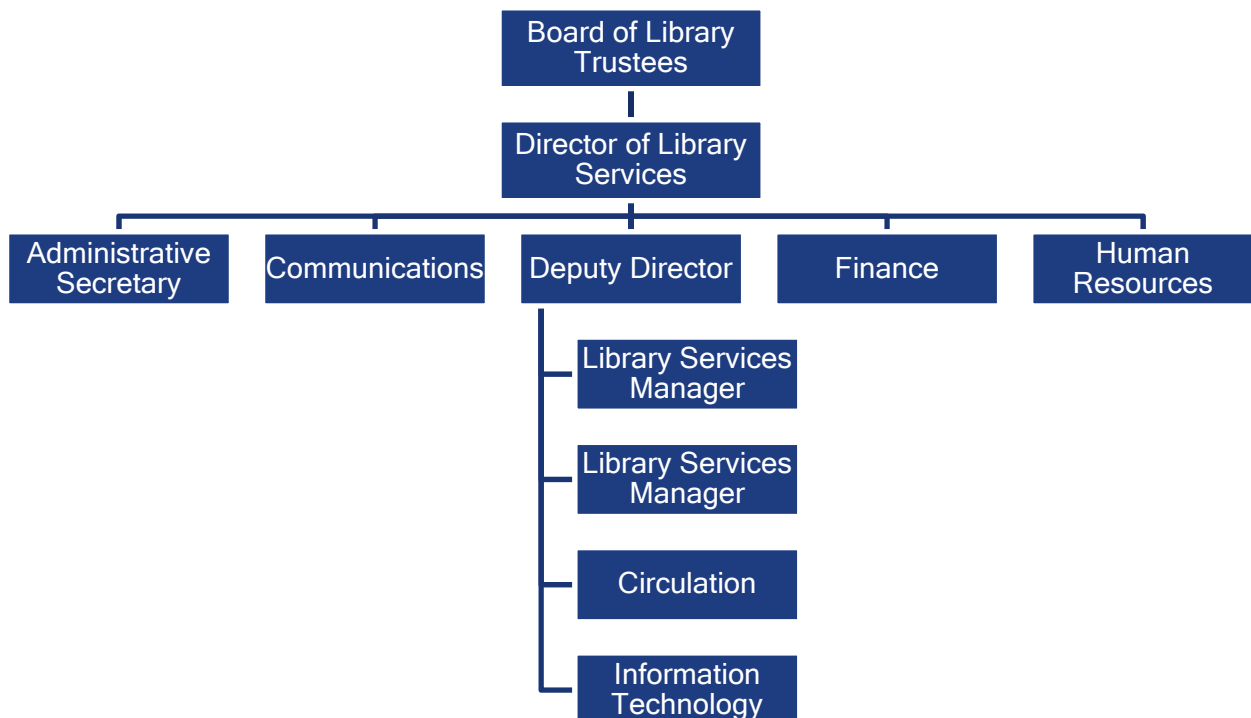 Board of Library
Trustees
Director of Library
Services
Administrative
Secretary
Communications
Deputy Director
Finance
Human
Resources
Library Services
Manager
Library Services
Manager
Circulation
Information
Technology